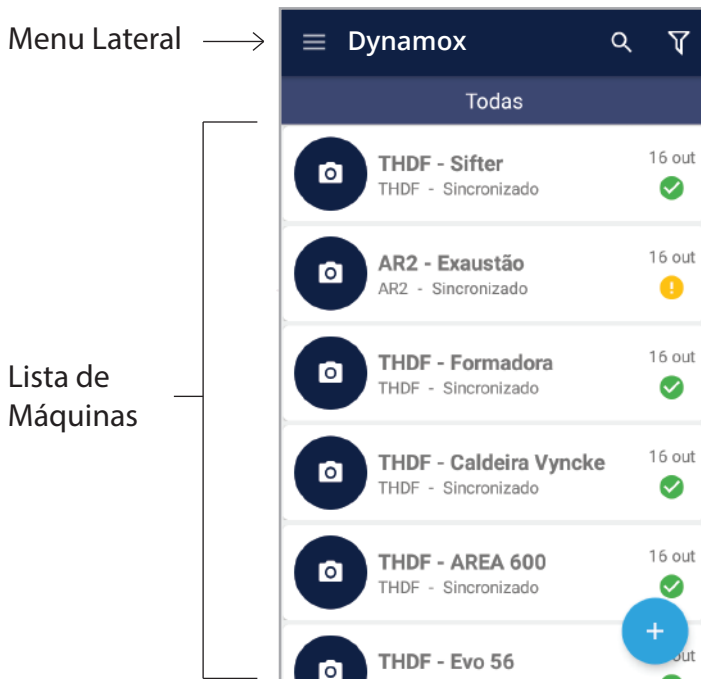 Menu Lateral
Dynamox
Todas
THDF - Sifter
16 out
THDF - Sincronizado
AR2 - Exaustão
16 out
AR2 - Sincronizado
THDF - Formadora
16 out
THDF - Sincronizado
Lista de
Máquinas
THDF - Caldeira Vyncke
16 out
THDF - Sincronizado
THDF - AREA 600
16 out
THDF - Sincronizado
+
THDF - Evo 56
out